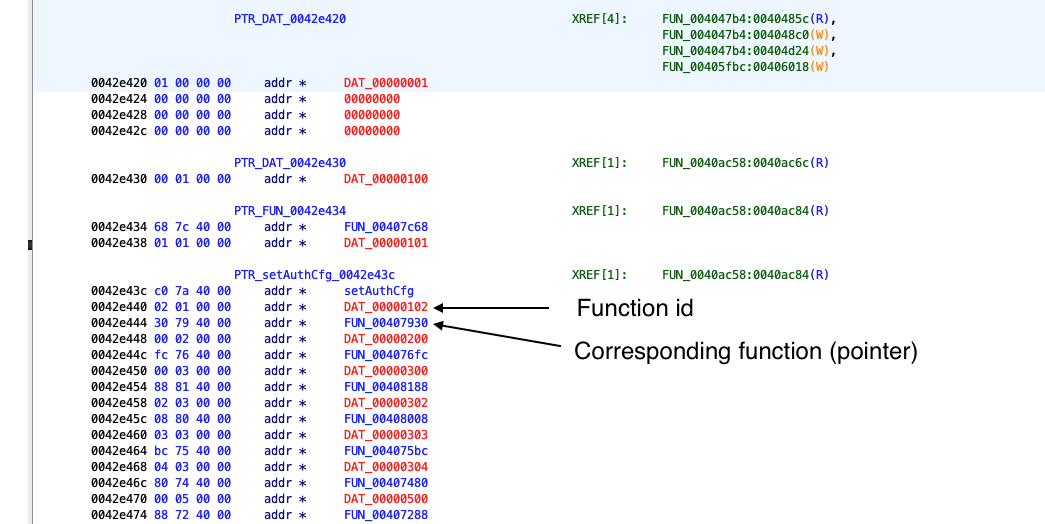 PTR_DAT_0042e420 XREF[4]: FUN_004047b4:0040485c(R),
FUN_004047b4:004048c0(W),
FUN_004047b4:00404d24(W),
FUN_00405fbc:00406018(W)
0042e420 01 00 00 00 addr * DAT_00000001
0042e424 00 00 00 00 addr * 00000000
0042e428 00 00 00 00 addr * 00000000
0042e42c 00 00 00 00 addr * 00000000
PTR_DAT_0042e430 XREF[1]: FUN_0040ac58:0040ac6c(R)
0042e430 00 01 00 00 addr * DAT_00000100
PTR_FUN_0042e434 XREF[1]: FUN_0040ac58:0040ac84(R)
0042e434 68 7c 40 00 addr * FUN_00407c68
0042e438 01 01 00 00 addr * DAT_00000101
PTR_setAuthCfg_0042e43c XREF[1]: FUN_0040ac58:0040ac84(R)
0042e43c c0 7a 40 00 addr * setAuthCfg
0042e440 02 01 00 00 addr * DAT_00000102 Function id
0042e444 30 79 40 00 addr * FUN_00407930
0042e448 00 02 00 00 addr * DAT_00000200 Corresponding function (pointer)
0042e44c fc 76 40 00 addr * FUN_004076fc
0042e450 00 03 00 00 addr * DAT_00000300
0042e454 88 81 40 00 addr * FUN_00408188
0042e458 02 03 00 00 addr * DAT_00000302
0042e45c 08 80 40 00 addr * FUN_00408008
0042e460 03 03 00 00 addr * DAT_00000303
0042e464 bc 75 40 00 addr * FUN_004075bc
0042e468 04 03 00 00 addr * DAT_00000304
0042e46c 80 74 40 00 addr * FUN_00407480
0042e470 00 05 00 00 addr * DAT_00000500
0042e474 88 72 40 00 addr * FUN_00407288